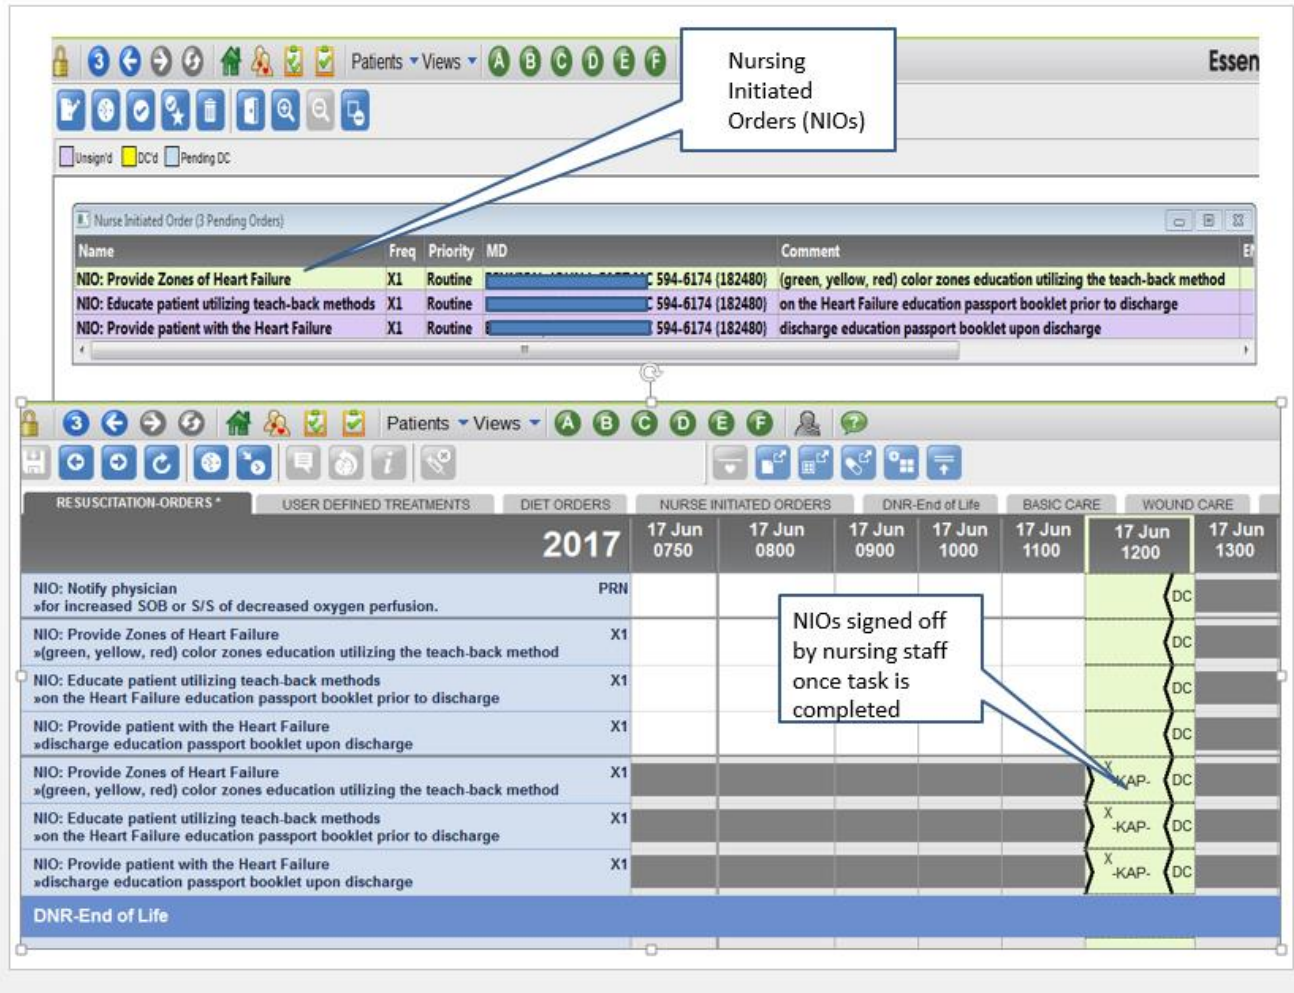 3 Patients Views A B C D E F
Essen
Nursing
Initiated
Orders (NIOs)
Unsign'd DC'd Pending DC
Nurse Initiated Order (3 Pending Orders)
Name Freq Priority MD Comment
NIO: Provide Zones of Heart Failure X1 Routine C 594-6174 (182480) (green, yellow, red) color zones education utilizing the teach-back method
NIO: Educate patient utilizing teach-back methods X1 Routine C 594-6174 (182480) on the Heart Failure education passport booklet prior to discharge
NIO: Provide patient with the Heart Failure X1 Routine 594-6174 (182480) discharge education passport booklet upon discharge
3 Patients Views A B C D E F
RESUSCITATION-ORDERS * USER DEFINED TREATMENTS DIET ORDERS NURSE INITIATED ORDERS DNR-End of Life BASIC CARE WOUND CARE
2017 17 Jun 0750 17 Jun 0800 17 Jun 0900 17 Jun 1000 17 Jun 1100 17 Jun 1200 17 Jun 1300
NIO: Notify physician PRN
»for increased SOB or S/S of decreased oxygen perfusion. DC
NIO: Provide Zones of Heart Failure X1
»(green, yellow, red) color zones education utilizing the teach-back method DC
NIO: Educate patient utilizing teach-back methods X1
»on the Heart Failure education passport booklet prior to discharge DC
NIO: Provide patient with the Heart Failure X1
»discharge education passport booklet upon discharge DC
NIOs signed off
by nursing staff
once task is
completed
NIO: Provide Zones of Heart Failure X1 X
»(green, yellow, red) color zones education utilizing the teach-back method -KAP- DC
NIO: Educate patient utilizing teach-back methods X1 X
»on the Heart Failure education passport booklet prior to discharge -KAP- DC
NIO: Provide patient with the Heart Failure X1 X
»discharge education passport booklet upon discharge -KAP- DC
DNR-End of Life